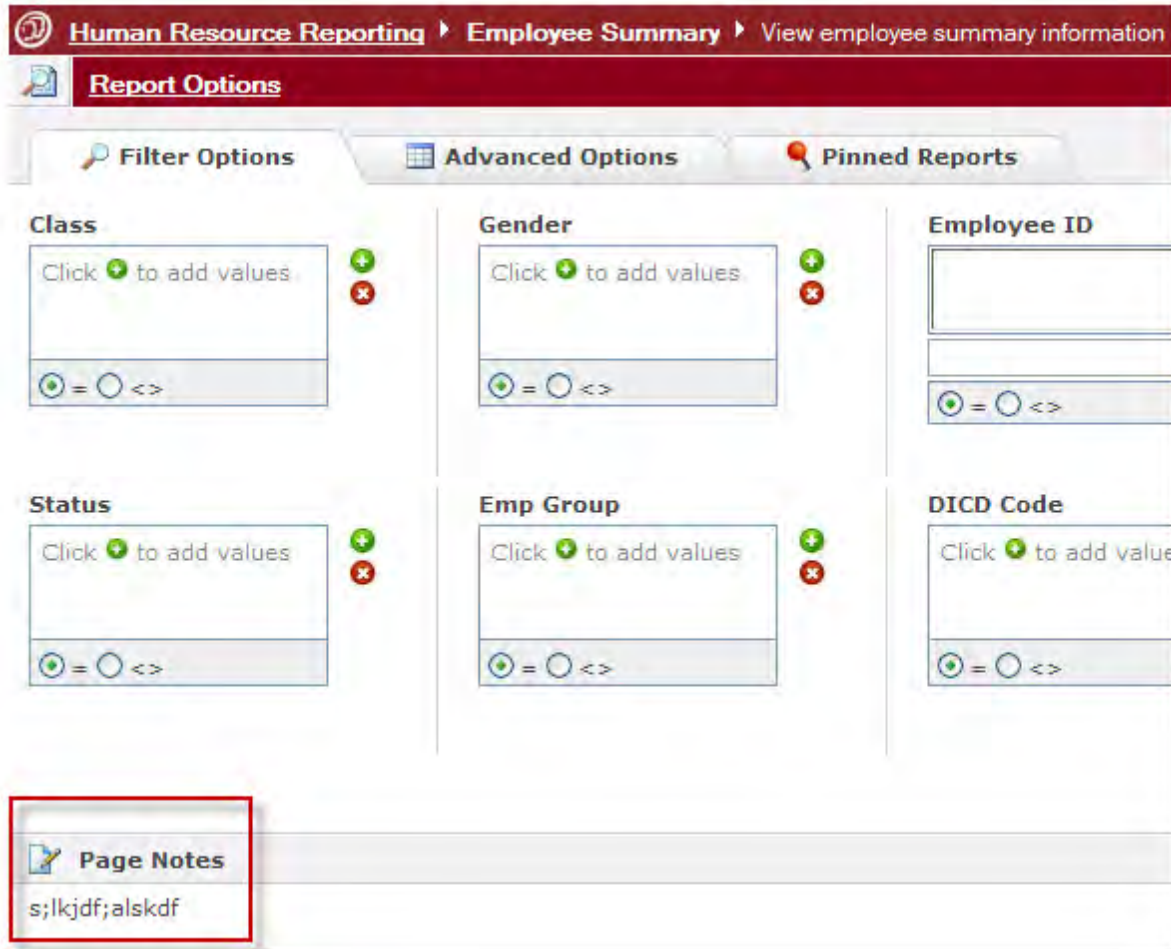 Human Resource Reporting Employee Summary View employee summary information
Report Options
Filter Options Advanced Options Pinned Reports
Class Gender Employee ID
Click to add values Click to add values
= <> = <> = <>
Status Emp Group DICD Code
Click to add values Click to add values Click to add value
= <> = <> = <>
Page Notes
s;lkjdf;alskdf